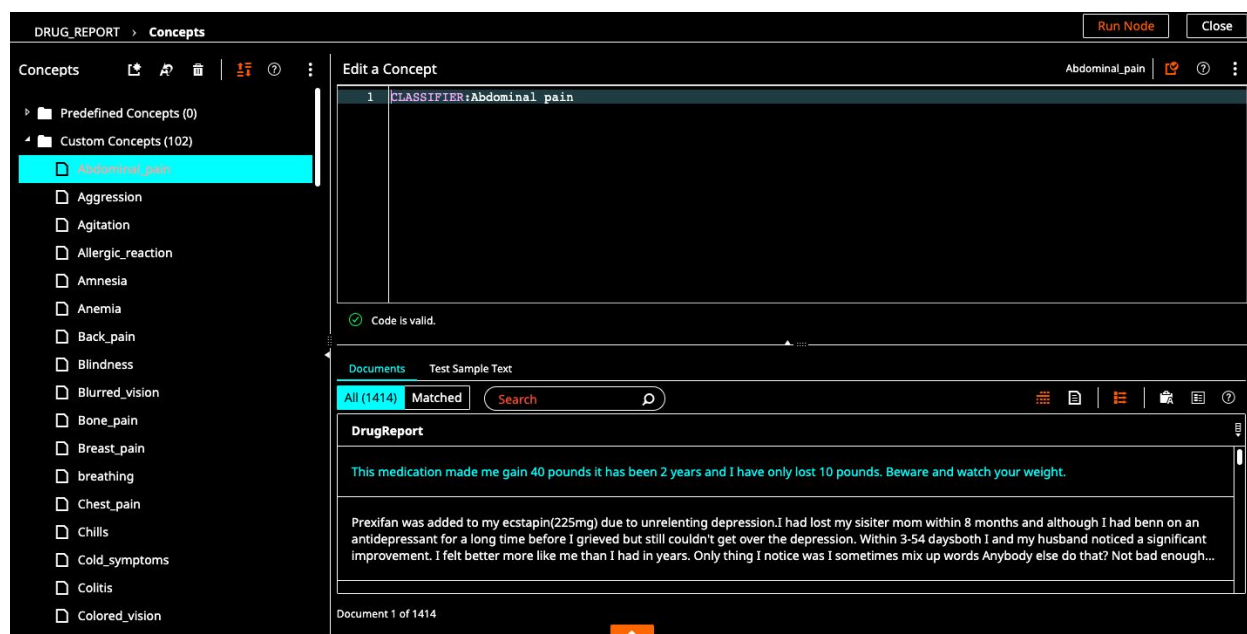 DRUG_REPORT › Concepts
Run Node
Close
Concepts
Predefined Concepts (0)
Custom Concepts (102)
Abdominal_pain
Aggression
Agitation
Allergic_reaction
Amnesia
Anemia
Back_pain
Blindness
Blurred_vision
Bone_pain
Breast_pain
breathing
Chest_pain
Chills
Cold_symptoms
Colitis
Colored_vision
Edit a Concept
Abdominal_pain
1 CLASSIFIER:Abdominal pain
Code is valid.
Documents Test Sample Text
All (1414) Matched Search
DrugReport
This medication made me gain 40 pounds it has been 2 years and I have only lost 10 pounds. Beware and watch your weight.
Prexifan was added to my ecstapin(225mg) due to unrelenting depression.I had lost my sisiter mom within 8 months and although I had benn on an
antidepressant for a long time before I grieved but still couldn't get over the depression. Within 3-54 daysboth I and my husband noticed a significant
improvement. I felt better more like me than I had in years. Only thing I notice was I sometimes mix up words Anybody else do that? Not bad enough...
Document 1 of 1414